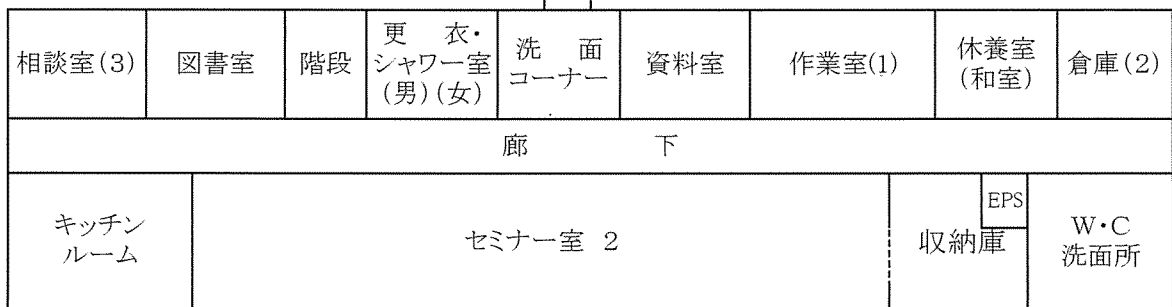 相談室(3)
図書室
階段
更 衣・
シャワー室
(男)(女)
洗 面
コーナー
資料室
作業室(1)
休養室
(和室)
倉庫(2)
廊 下
キッチン
ルーム
セミナー室 2
収納庫
EPS
W・C
洗面所